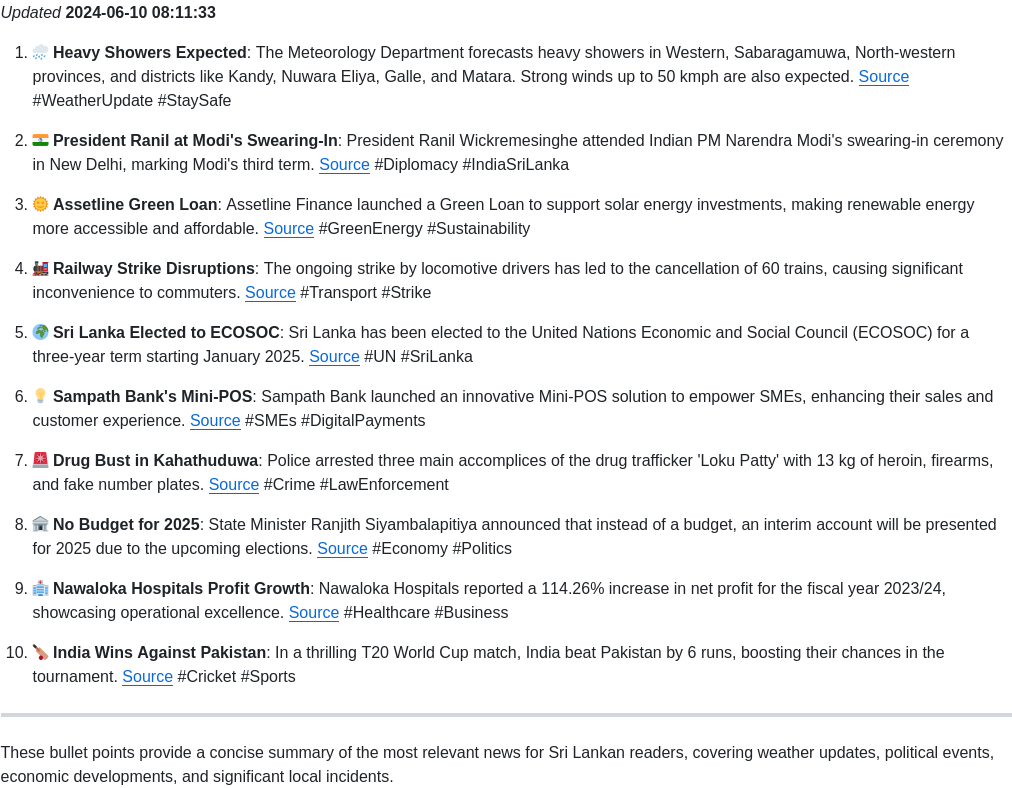 Updated 2024-06-10 08:11:33
1. 🌧️ Heavy Showers Expected: The Meteorology Department forecasts heavy showers in Western, Sabaragamuwa, North-western
provinces, and districts like Kandy, Nuwara Eliya, Galle, and Matara. Strong winds up to 50 kmph are also expected. Source
#WeatherUpdate #StaySafe
2. 🇮🇳 President Ranil at Modi's Swearing-In: President Ranil Wickremesinghe attended Indian PM Narendra Modi's swearing-in ceremony
in New Delhi, marking Modi's third term. Source #Diplomacy #IndiaSriLanka
3. 🌞 Assetline Green Loan: Assetline Finance launched a Green Loan to support solar energy investments, making renewable energy
more accessible and affordable. Source #GreenEnergy #Sustainability
4. 🚂 Railway Strike Disruptions: The ongoing strike by locomotive drivers has led to the cancellation of 60 trains, causing significant
inconvenience to commuters. Source #Transport #Strike
5. 🌍 Sri Lanka Elected to ECOSOC: Sri Lanka has been elected to the United Nations Economic and Social Council (ECOSOC) for a
three-year term starting January 2025. Source #UN #SriLanka
6. 💡 Sampath Bank's Mini-POS: Sampath Bank launched an innovative Mini-POS solution to empower SMEs, enhancing their sales and
customer experience. Source #SMEs #DigitalPayments
7. 🚨 Drug Bust in Kahathuduwa: Police arrested three main accomplices of the drug trafficker 'Loku Patty' with 13 kg of heroin, firearms,
and fake number plates. Source #Crime #LawEnforcement
8. 🏛️ No Budget for 2025: State Minister Ranjith Siyambalapitiya announced that instead of a budget, an interim account will be presented
for 2025 due to the upcoming elections. Source #Economy #Politics
9. 🏥 Nawaloka Hospitals Profit Growth: Nawaloka Hospitals reported a 114.26% increase in net profit for the fiscal year 2023/24,
showcasing operational excellence. Source #Healthcare #Business
10. 🏏 India Wins Against Pakistan: In a thrilling T20 World Cup match, India beat Pakistan by 6 runs, boosting their chances in the
tournament. Source #Cricket #Sports
These bullet points provide a concise summary of the most relevant news for Sri Lankan readers, covering weather updates, political events,
economic developments, and significant local incidents.